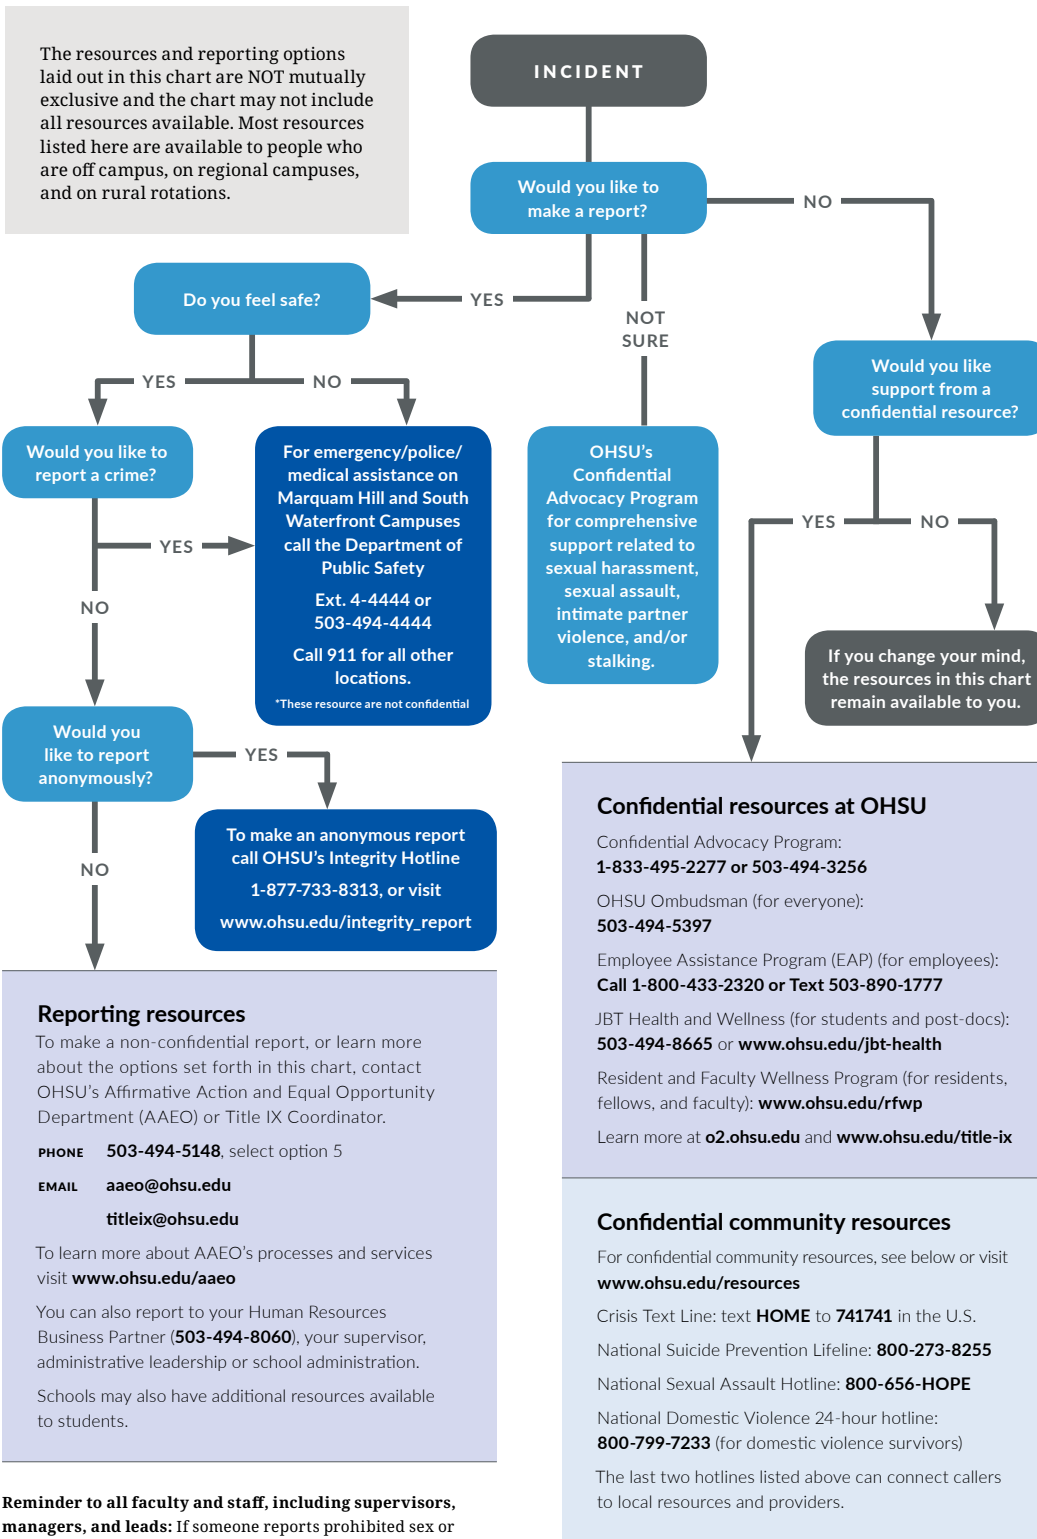 The resources and reporting options
laid out in this chart are NOT mutually
exclusive and the chart may not include
all resources available. Most resources
listed here are available to people who
are off campus, on regional campuses,
and on rural rotations.
INCIDENT
Would you like to
make a report?
NO
YES
NOT
SURE
Do you feel safe?
YES
NO
Would you like
support from a
confidential resource?
Would you like to
report a crime?
YES
NO
For emergency/police/
medical assistance on
Marquam Hill and South
Waterfront Campuses
call the Department of
Public Safety
Ext. 4-4444 or
503-494-4444
Call 911 for all other
locations.
*These resource are not confidential
OHSU's
Confidential
Advocacy Program
for comprehensive
support related to
sexual harassment,
sexual assault,
intimate partner
violence, and/or
stalking.
YES
NO
If you change your mind,
the resources in this chart
remain available to you.
Would you
like to report
anonymously?
YES
NO
To make an anonymous report
call OHSU's Integrity Hotline
1-877-733-8313, or visit
www.ohsu.edu/integrity_report
Reporting resources
To make a non-confidential report, or learn more
about the options set forth in this chart, contact
OHSU's Affirmative Action and Equal Opportunity
Department (AAEO) or Title IX Coordinator.
PHONE 503-494-5148, select option 5
EMAIL aaeo@ohsu.edu
titleix@ohsu.edu
To learn more about AAEO's processes and services
visit www.ohsu.edu/aaeo
You can also report to your Human Resources
Business Partner (503-494-8060), your supervisor,
administrative leadership or school administration.
Schools may also have additional resources available
to students.
Reminder to all faculty and staff, including supervisors,
managers, and leads: If someone reports prohibited sex or
Confidential resources at OHSU
Confidential Advocacy Program:
1-833-495-2277 or 503-494-3256
OHSU Ombudsman (for everyone):
503-494-5397
Employee Assistance Program (EAP) (for employees):
Call 1-800-433-2320 or Text 503-890-1777
JBT Health and Wellness (for students and post-docs):
503-494-8665 or www.ohsu.edu/jbt-health
Resident and Faculty Wellness Program (for residents,
fellows, and faculty): www.ohsu.edu/rfwp
Learn more at o2.ohsu.edu and www.ohsu.edu/title-ix
Confidential community resources
For confidential community resources, see below or visit
www.ohsu.edu/resources
Crisis Text Line: text HOME to 741741 in the U.S.
National Suicide Prevention Lifeline: 800-273-8255
National Sexual Assault Hotline: 800-656-HOPE
National Domestic Violence 24-hour hotline:
800-799-7233 (for domestic violence survivors)
The last two hotlines listed above can connect callers
to local resources and providers.